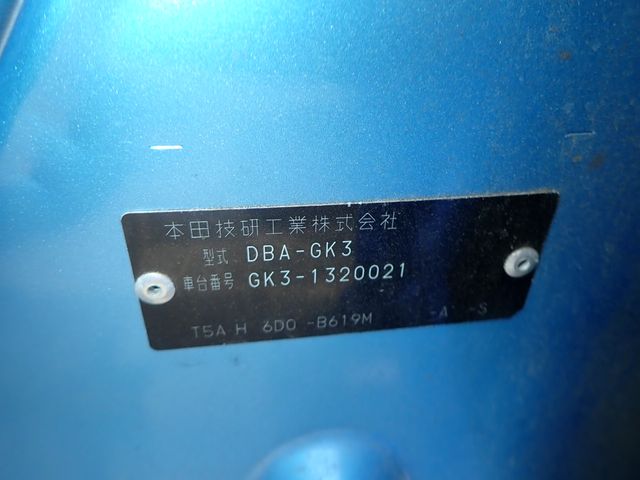 本田技研工業株式会社
型式 DBA-GK3
車台番号 GK3-1320021
T5A H 6D0 -B619M -A -S